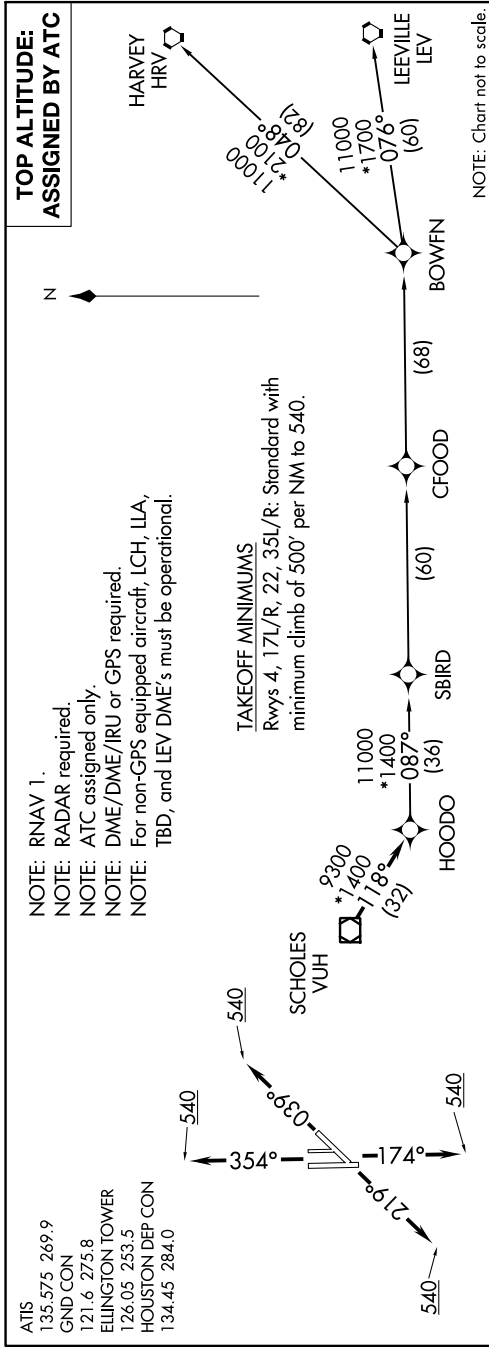 TOP ALTITUDE:
ASSIGNED BY ATC
ATIS
135.575 269.9
GND CON
121.6 275.8
ELLINGTON TOWER
126.05 253.5
HOUSTON DEP CON
134.45 284.0
NOTE: RNAV 1.
NOTE: RADAR required.
NOTE: ATC assigned only.
NOTE: DME/DME/IRU or GPS required.
NOTE: For non-GPS equipped aircraft, LCH, LLA,
TBD, and LEV DME's must be operational.
N
TAKEOFF MINIMUMS
Rwys 4, 17L/R, 22, 35L/R: Standard with
minimum climb of 500' per NM to 540.
540
540
540
540
354°
039°
174°
219°
SCHOLES
VUH
9300
*1400
118°
(32)
HOODO
11000
*1400
087°
(36)
SBIRD
(60)
CFOOD
(68)
BOWFN
11000
*2100
048°
(82)
HARVEY
HRV
11000
*1700
076°
(60)
LEEVILLE
LEV
NOTE: Chart not to scale.